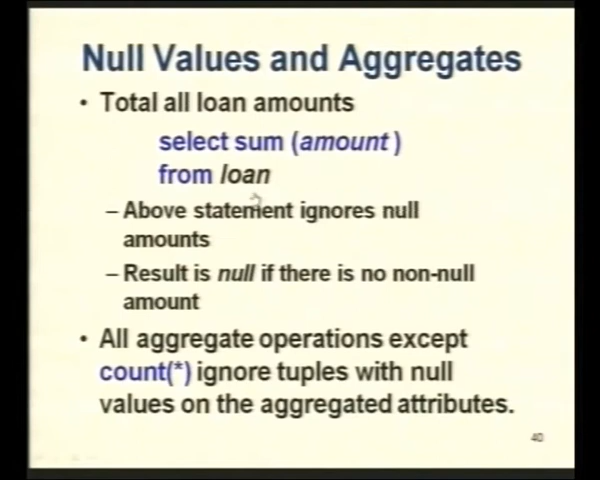 Null Values and Aggregates
• Total all loan amounts
select sum (amount )
from loan
– Above statement ignores null
amounts
– Result is null if there is no non-null
amount
• All aggregate operations except
count(*) ignore tuples with null
values on the aggregated attributes.
40